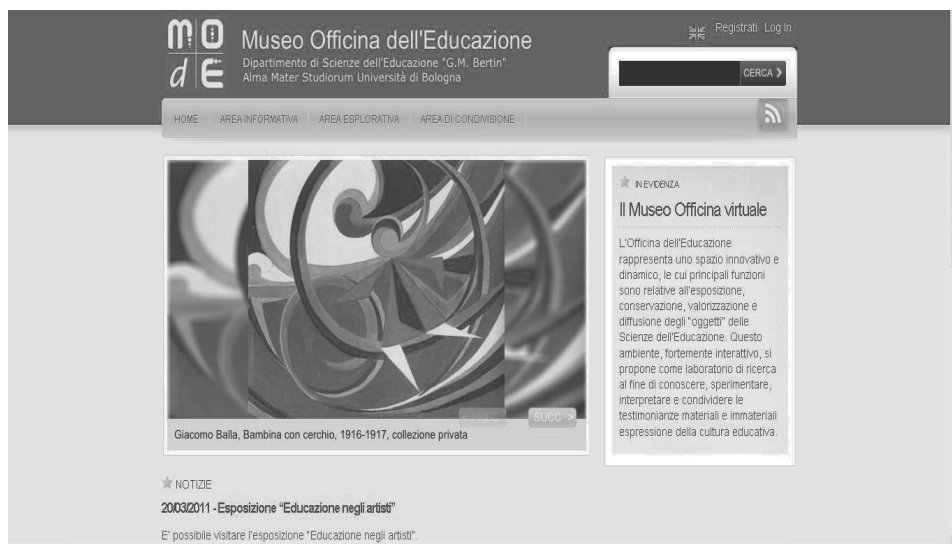 MO
dE
Museo Officina dell'Educazione
Dipartimento di Scienze dell'Educazione "G.M. Bertin"
Alma Mater Studiorum Università di Bologna
Registrati Log In
CERCA
HOME AREA INFORMATIVA AREA ESPLORATIVA AREA DI CONDIVISIONE
< PREC SUCC >
Giacomo Balla, Bambina con cerchio, 1916-1917, collezione privata
IN EVIDENZA
Il Museo Officina virtuale
L'Officina dell'Educazione
rappresenta uno spazio innovativo e
dinamico, le cui principali funzioni
sono relative all'esposizione,
conservazione, valorizzazione e
diffusione degli "oggetti" delle
Scienze dell'Educazione. Questo
ambiente, fortemente interattivo, si
propone come laboratorio di ricerca
al fine di conoscere, sperimentare,
interpretare e condividere le
testimonianze materiali e immateriali
espressione della cultura educativa.
NOTIZIE
20/03/2011 - Esposizione “Educazione negli artisti”
E' possibile visitare l'esposizione "Educazione negli artisti".